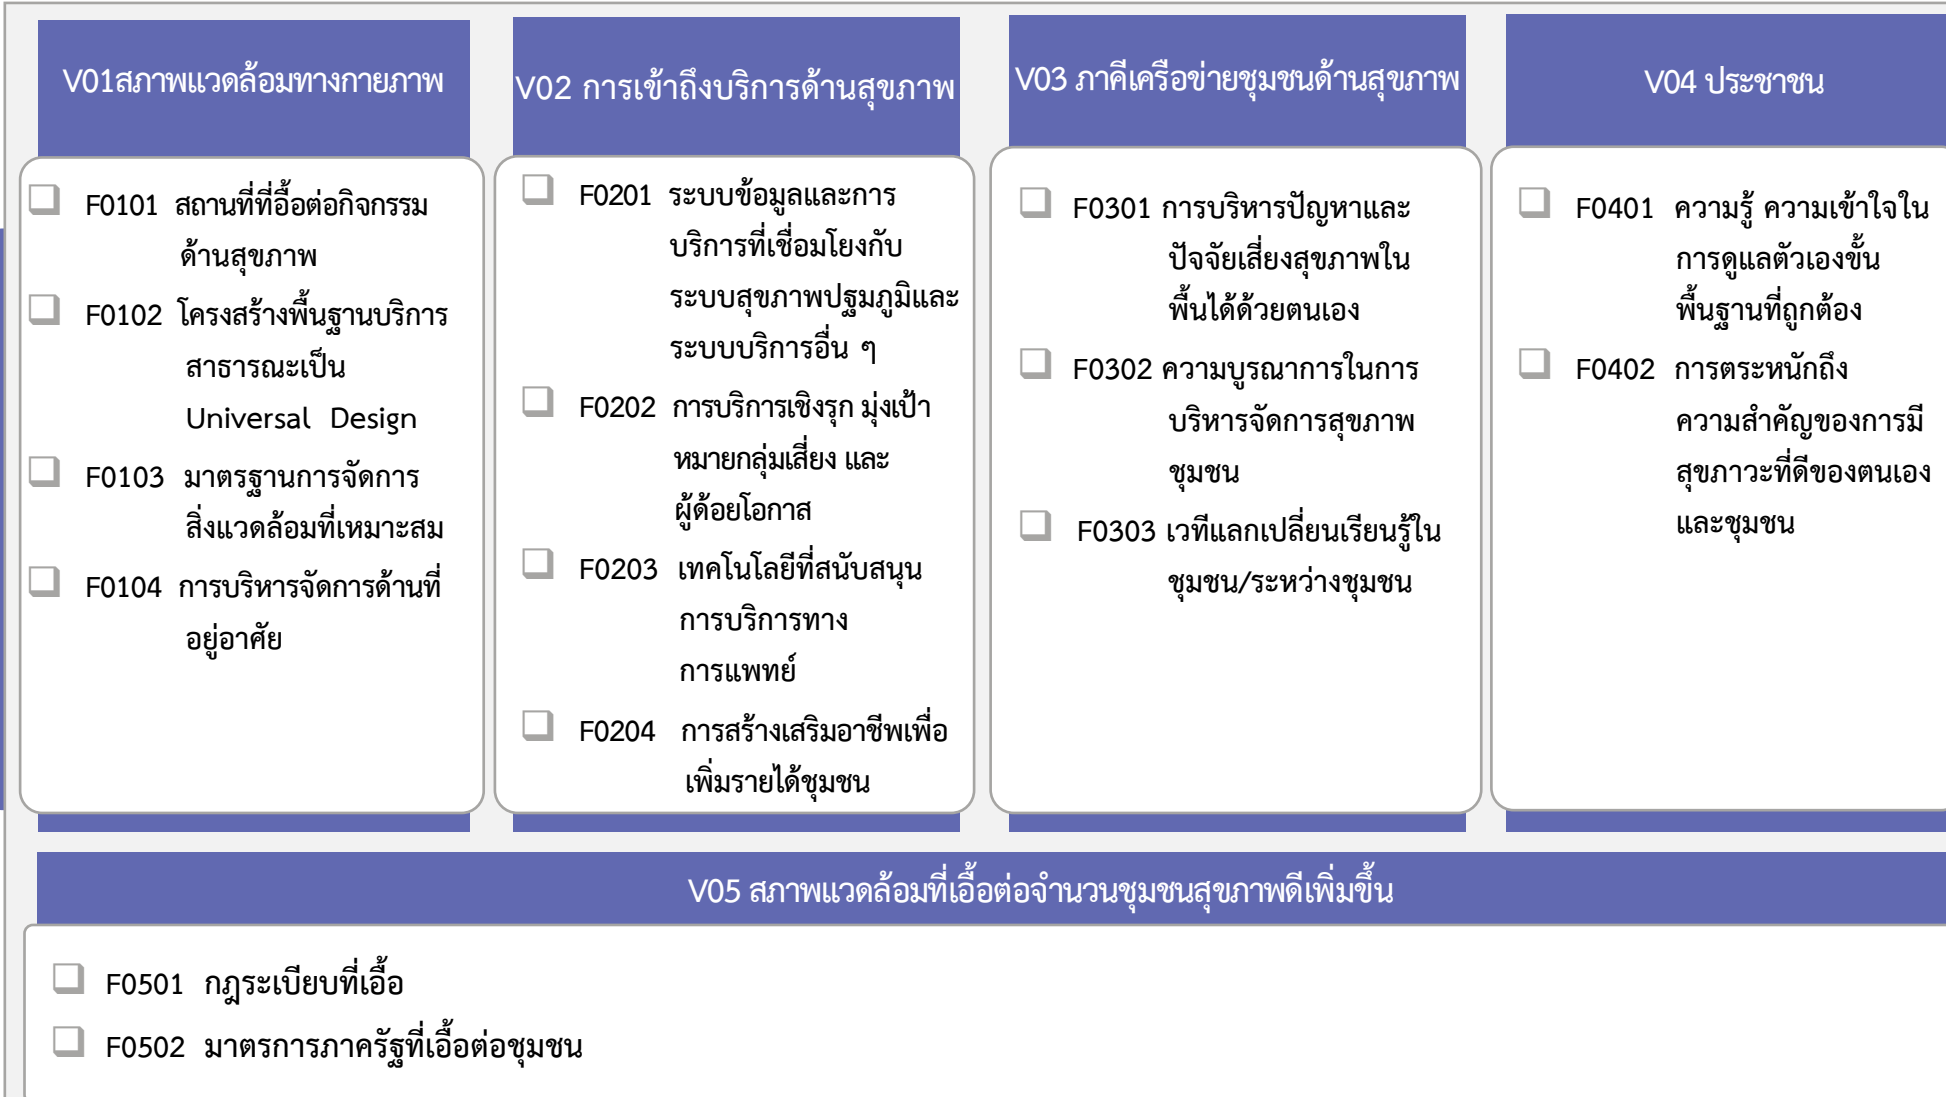 V01สภาพแวดล้อมทางกายภาพ
F0101 สถานที่ที่อื้อต่อกิจกรรม
ด้านสุขภาพ
F0102 โครงสร้างพื้นฐานบริการ
สาธารณะเป็น
Universal Design
F0103 มาตรฐานการจัดการ
สิ่งแวดล้อมที่เหมาะสม
F0104 การบริหารจัดการด้านที่
อยู่อาศัย
V02 การเข้าถึงบริการด้านสุขภาพ
F0201 ระบบข้อมูลและการ
บริการที่เชื่อมโยงกับ
ระบบสุขภาพปฐมภูมิและ
ระบบบริการอื่น ๆ
F0202 การบริการเชิงรุก มุ่งเป้า
หมายกลุ่มเสี่ยง และ
ผู้ด้อยโอกาส
F0203 เทคโนโลยีที่สนับสนุน
การบริการทาง
การแพทย์
F0204 การสร้างเสริมอาชีพเพื่อ
เพิ่มรายได้ชุมชน
V03 ภาคีเครือข่ายชุมชนด้านสุขภาพ
F0301 การบริหารปัญหาและ
ปัจจัยเสี่ยงสุขภาพใน
พื้นได้ด้วยตนเอง
F0302 ความบูรณาการในการ
บริหารจัดการสุขภาพ
ชุมชน
F0303 เวทีแลกเปลี่ยนเรียนรู้ใน
ชุมชน/ระหว่างชุมชน
V04 ประชาชน
F0401 ความรู้ ความเข้าใจใน
การดูแลตัวเองขั้น
พื้นฐานที่ถูกต้อง
F0402 การตระหนักถึง
ความสำคัญของการมี
สุขภาวะที่ดีของตนเอง
และชุมชน
V05 สภาพแวดล้อมที่เอื้อต่อจำนวนชุมชนสุขภาพดีเพิ่มขึ้น
F0501 กฎระเบียบที่เอื้อ
F0502 มาตรการภาครัฐที่เอื้อต่อชุมชน